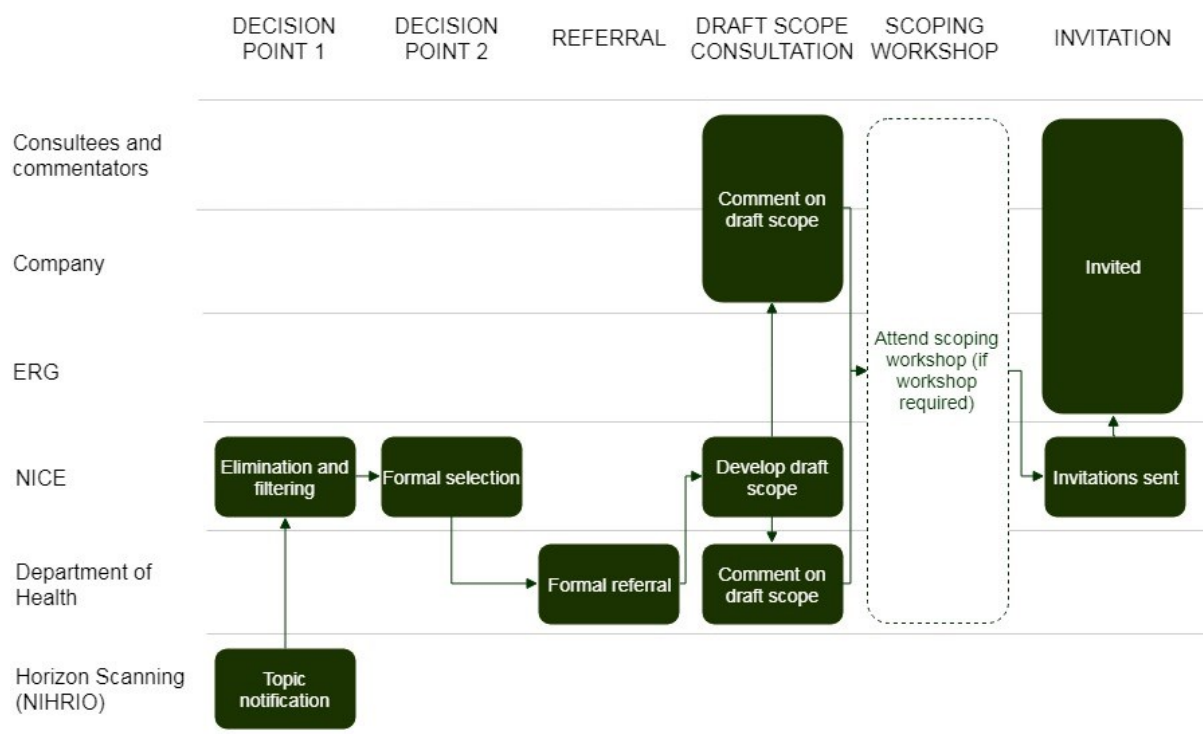 DECISION
POINT 1
DECISION
POINT 2
REFERRAL
DRAFT SCOPE
CONSULTATION
SCOPING
WORKSHOP
INVITATION
Consultees and
commentators
Comment on
draft scope
Company
Invited
ERG
Attend scoping
workshop (if
workshop
required)
NICE
Elimination and
filtering
Formal selection
Develop draft
scope
Invitations sent
Department of
Health
Formal referral
Comment on
draft scope
Horizon Scanning
(NIHRIO)
Topic
notification